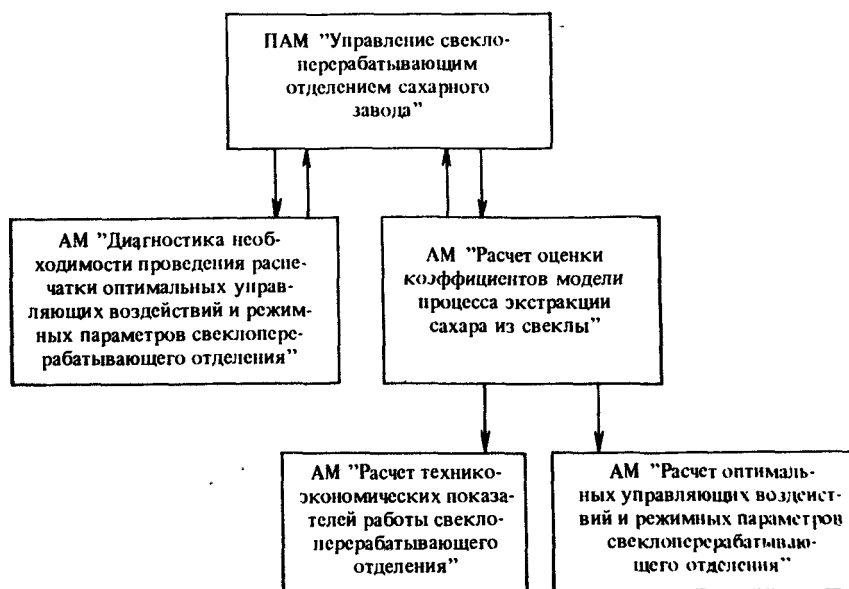 ПАМ "Управление свекло-
перерабатывающим
отделением сахарного
завода"
АМ "Диагностика необ-
ходимости проведения распе-
чатки оптимальных управ-
ляющих воздействий и режим-
ных параметров свеклопере-
рабатывающего отделения"
АМ "Расчет оценки
коэффициентов модели
процесса экстракции
сахара из свеклы"
АМ "Расчет технико-
экономических показа-
телей работы свекло-
перерабатывающего
отделения"
АМ "Расчет оптималь-
ных управляющих воздейст-
вий и режимных параметров
свеклоперерабатываю-
щего отделения"